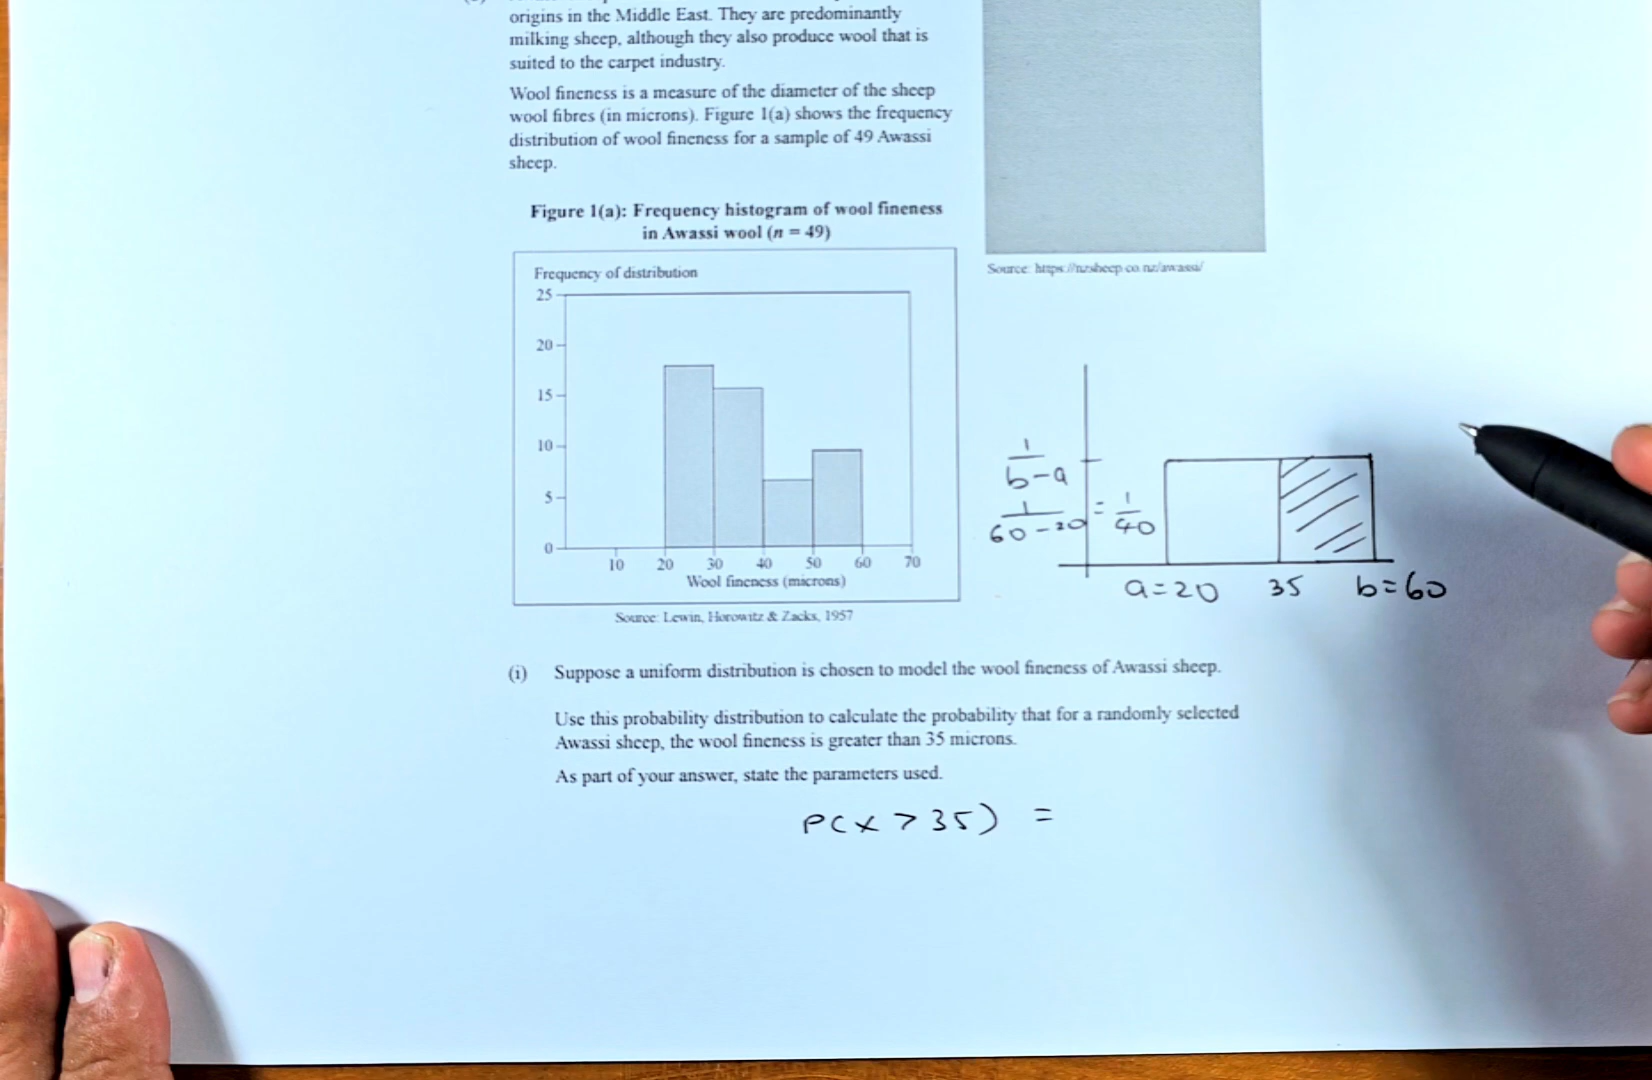 origins in the Middle East. They are predominantly
milking sheep, although they also produce wool that is
suited to the carpet industry.
Wool fineness is a measure of the diameter of the sheep
wool fibres (in microns). Figure 1(a) shows the frequency
distribution of wool fineness for a sample of 49 Awassi
sheep.
Figure 1(a): Frequency histogram of wool fineness
in Awassi wool (n = 49)
Frequency of distribution
25
20
15
10
5
0
10 20 30 40 50 60 70
Wool fineness (microns)
Source: Lewin, Horowitz & Zacks, 1957
Source: https://nzsheep.co.nz/awassi/
1
b-a
1/(60-20) = 1/40
a=20 35 b=60
(i) Suppose a uniform distribution is chosen to model the wool fineness of Awassi sheep.
Use this probability distribution to calculate the probability that for a randomly selected
Awassi sheep, the wool fineness is greater than 35 microns.
As part of your answer, state the parameters used.
P(x > 35) =